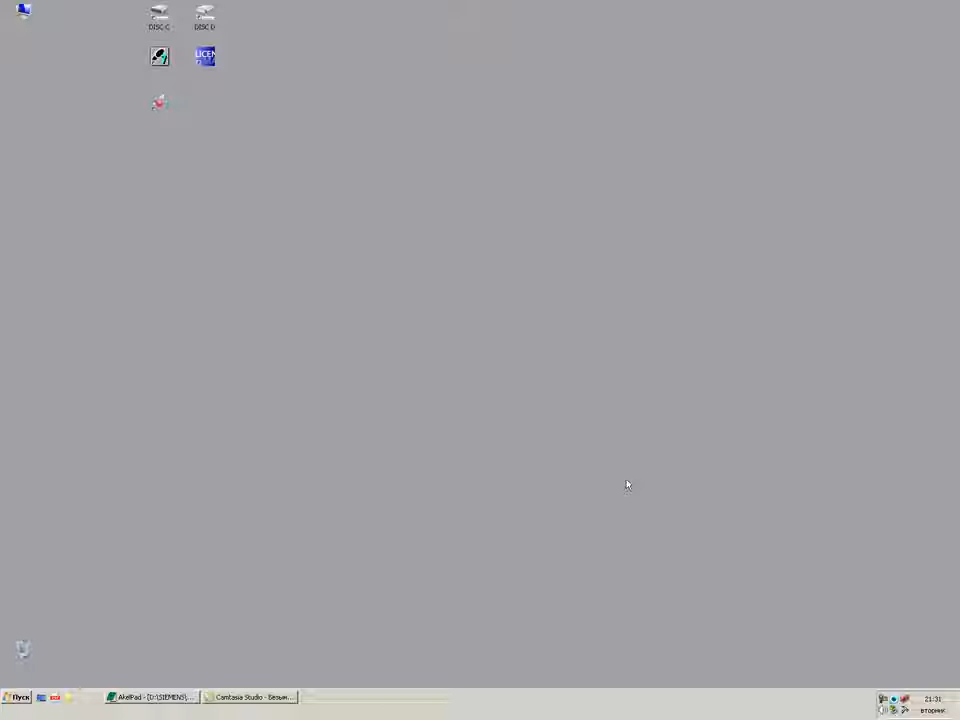 DISC C
DISC D
LICEN
Пуск
AkelPad - [D:\SIEMENS\...
Camtasia Studio - Безым...
21:31
вторник